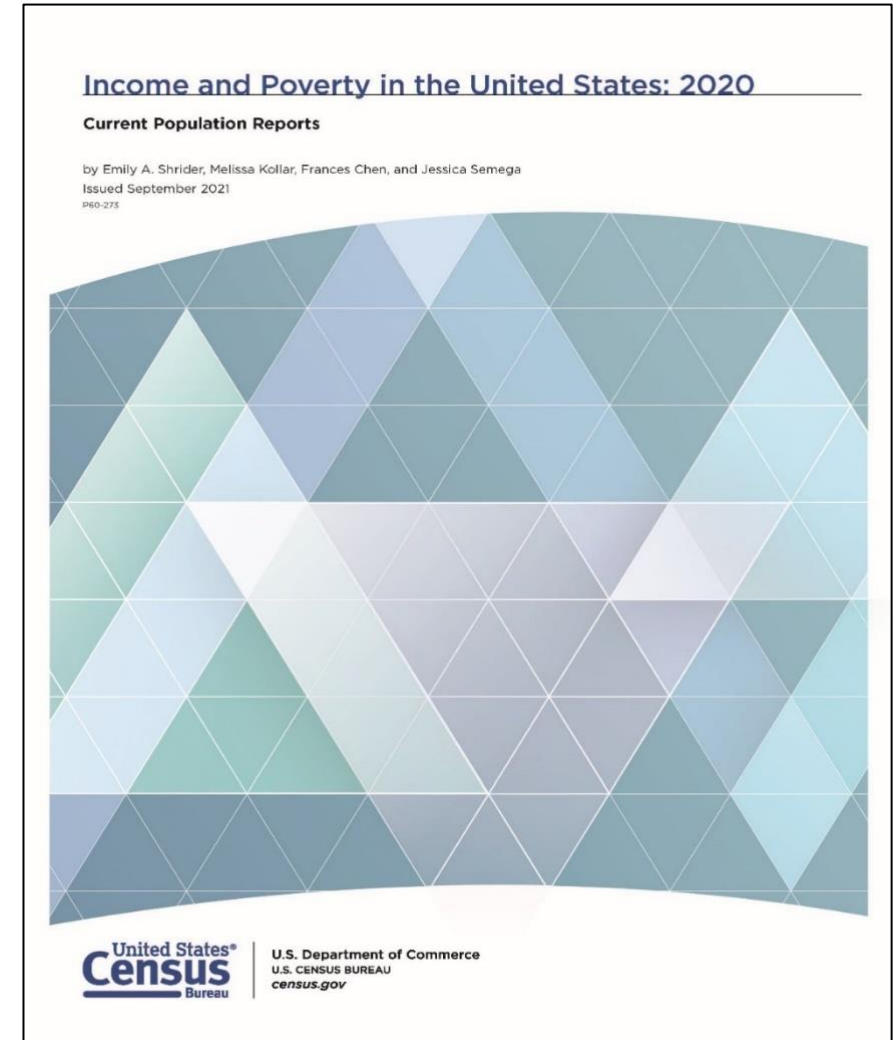 Income and Poverty in the United States: 2020
Current Population Reports
by Emily A. Shrider, Melissa Kollar, Frances Chen, and Jessica Semega
Issued September 2021
P60-273
United States®
Census
Bureau
U.S. Department of Commerce
U.S. CENSUS BUREAU
census.gov